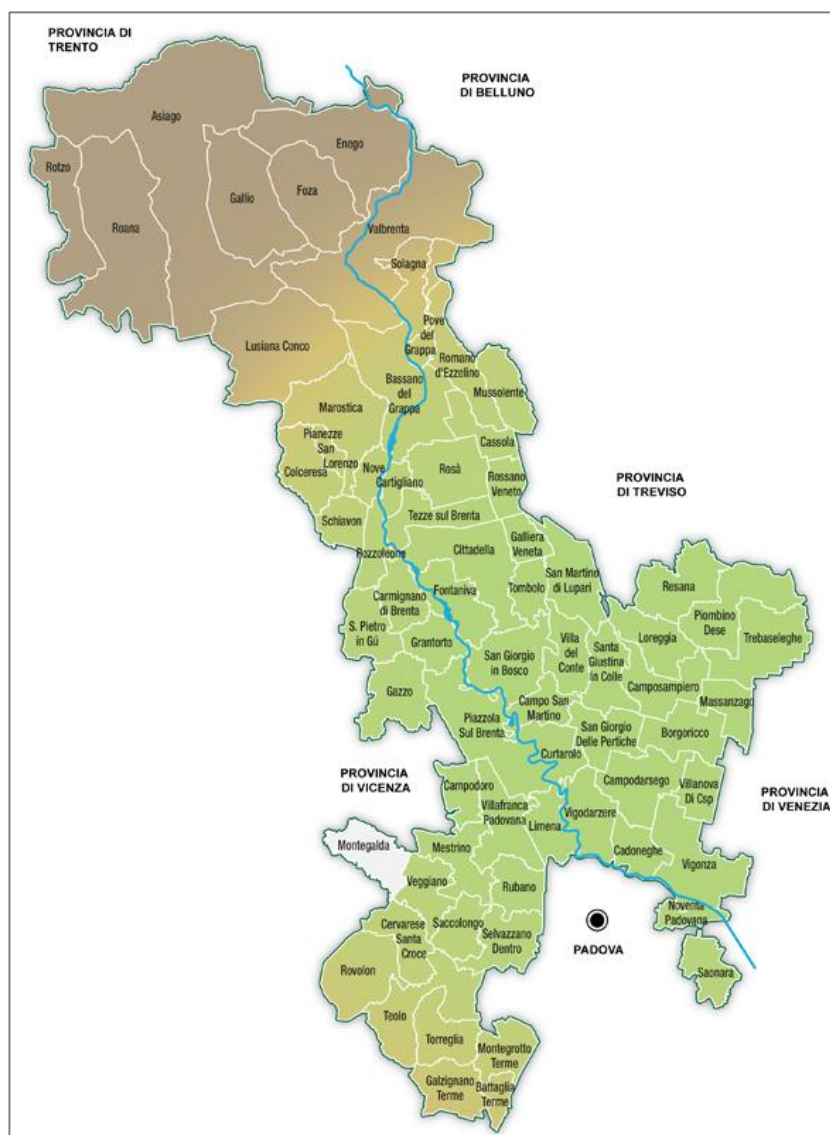 PROVINCIA DI
TRENTO
PROVINCIA
DI BELLUNO
Asiago
Enego
Rotzo
Gallio
Foza
Roana
Valbrenta
Solagna
Lusiana Conco
Pove
del
Grappa
Romano
d'Ezzelino
Bassano
del
Grappa
Mussolente
Marostica
Pianezze
San
Lorenzo
Cassola
Colceresa
Nove
Rosà
Cartigliano
Rossano
Veneto
PROVINCIA
DI TREVISO
Schiavon
Tezze sul Brenta
Pozzoleone
Cittadella
Galliera
Veneta
San Martino
di Lupari
Tombolo
Fontaniva
Carmignano
di Brenta
Resana
Piombino
Dese
Loreggia
Trebaseleghe
S. Pietro
in Gù
Grantorto
San Giorgio
in Bosco
Villa
del
Conte
Santa
Giustina
in Colle
Camposampiero
Massanzago
Gazzo
Campo San
Martino
Piazzola
Sul Brenta
San Giorgio
Delle Pertiche
Borgoricco
Curtarolo
PROVINCIA
DI VICENZA
Campodoro
Campodarsego
Villanova
Di Csp
PROVINCIA
DI VENEZIA
Villafranca
Padovana
Limena
Vigodarzere
Montegalda
Mestrino
Cadoneghe
Vigonza
Veggiano
Rubano
Noventa
Padovana
Cervarese
Santa
Croce
Saccolongo
Selvazzano
Dentro
PADOVA
Saonara
Rovolon
Teolo
Torreglia
Montegrotto
Terme
Galzignano
Terme
Battaglia
Terme